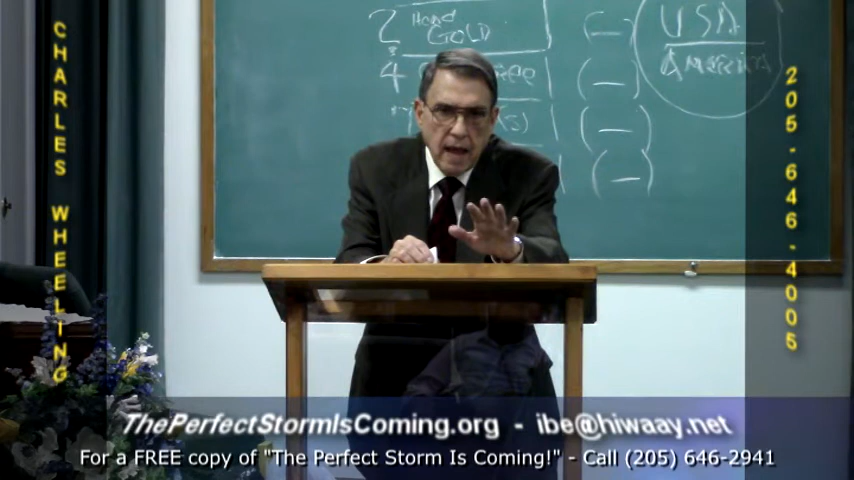 CHARLES WHEELING
2 Head GOLD (-)
4 (-)
(s) (-)
(-)
USA
America
205-646-4005
ThePerfectStormIsComing.org - ibe@hiwaay.net
For a FREE copy of "The Perfect Storm Is Coming!" - Call (205) 646-2941